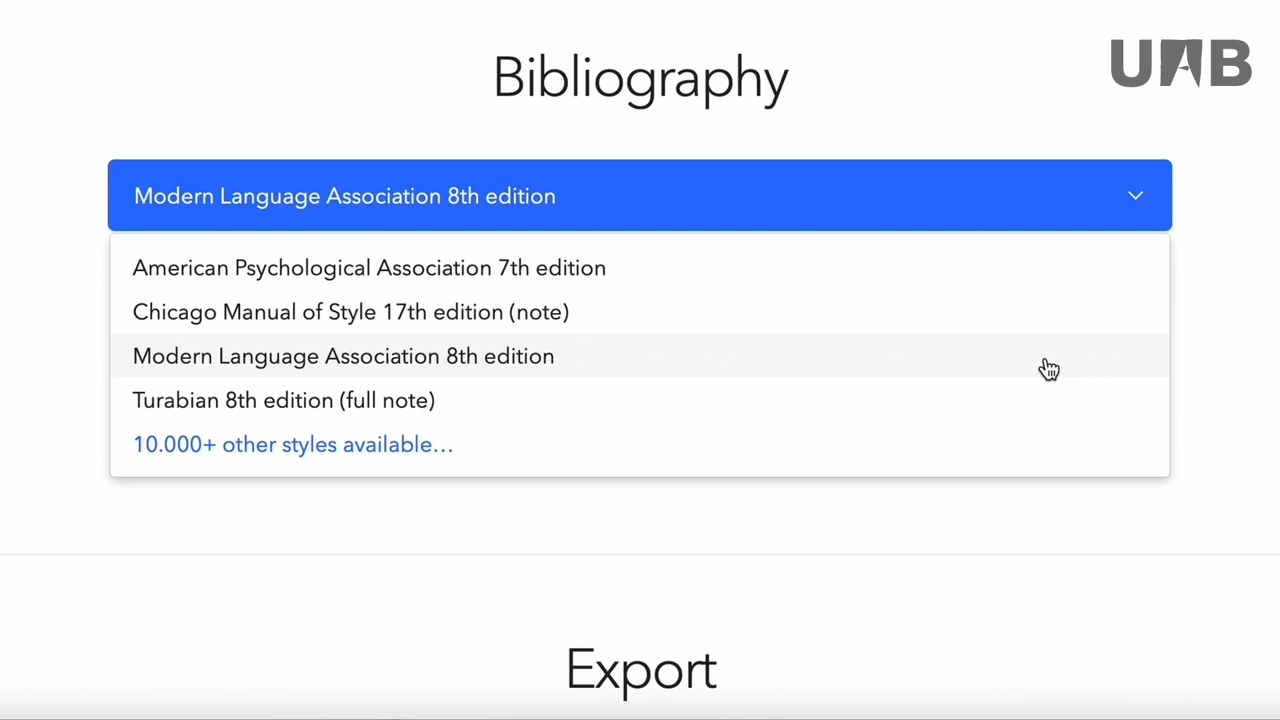 UAB
Bibliography
Modern Language Association 8th edition
American Psychological Association 7th edition
Chicago Manual of Style 17th edition (note)
Modern Language Association 8th edition
Turabian 8th edition (full note)
10.000+ other styles available…
Export